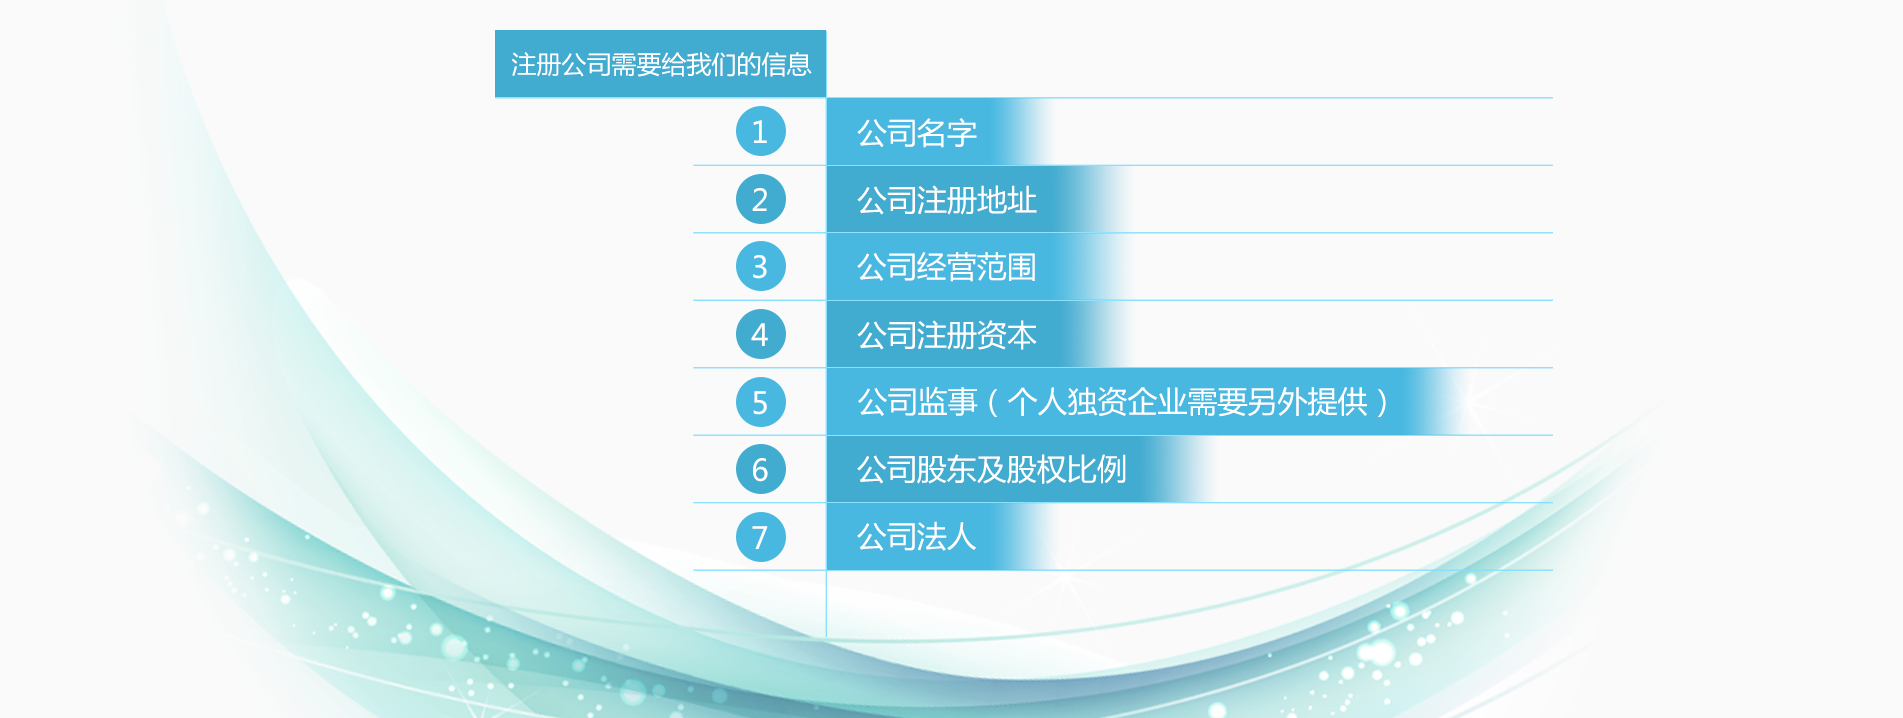 注册公司需要给我们的信息
1 公司名字
2 公司注册地址
3 公司经营范围
4 公司注册资本
5 公司监事（个人独资企业需要另外提供）
6 公司股东及股权比例
7 公司法人